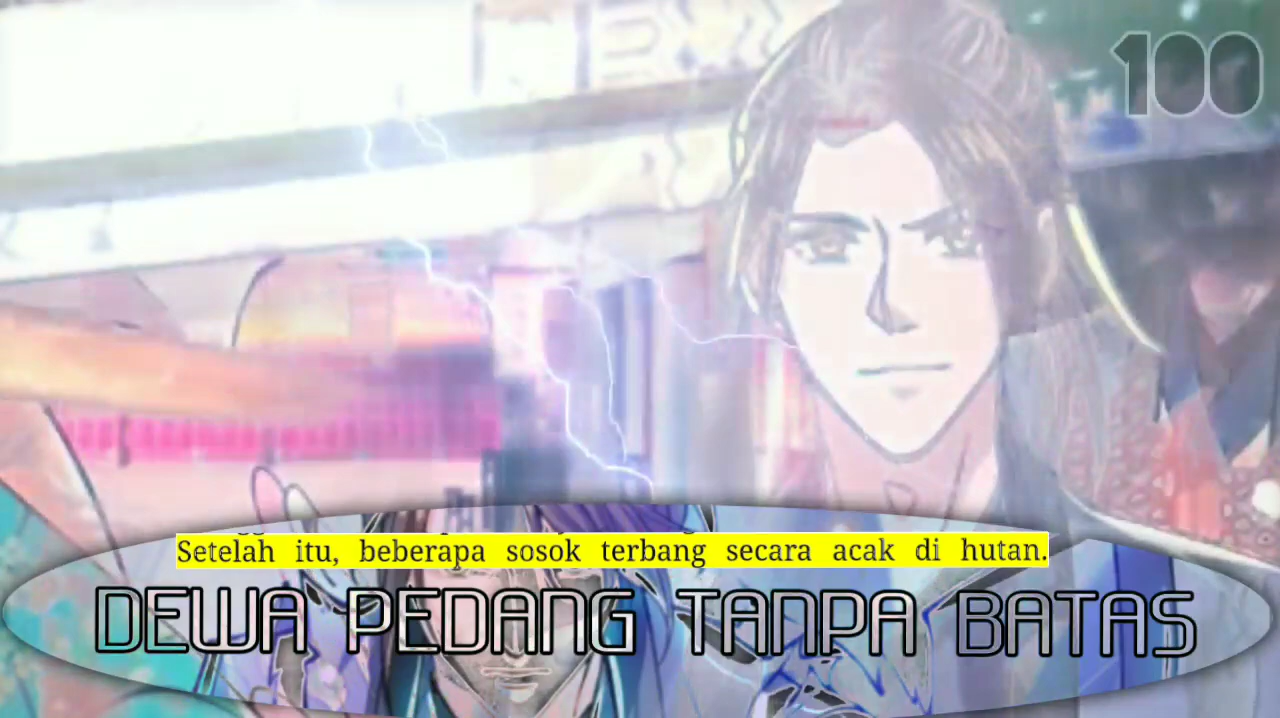 100
Setelah itu, beberapa sosok terbang secara acak di hutan.
DEWA PEDANG TANPA BATAS